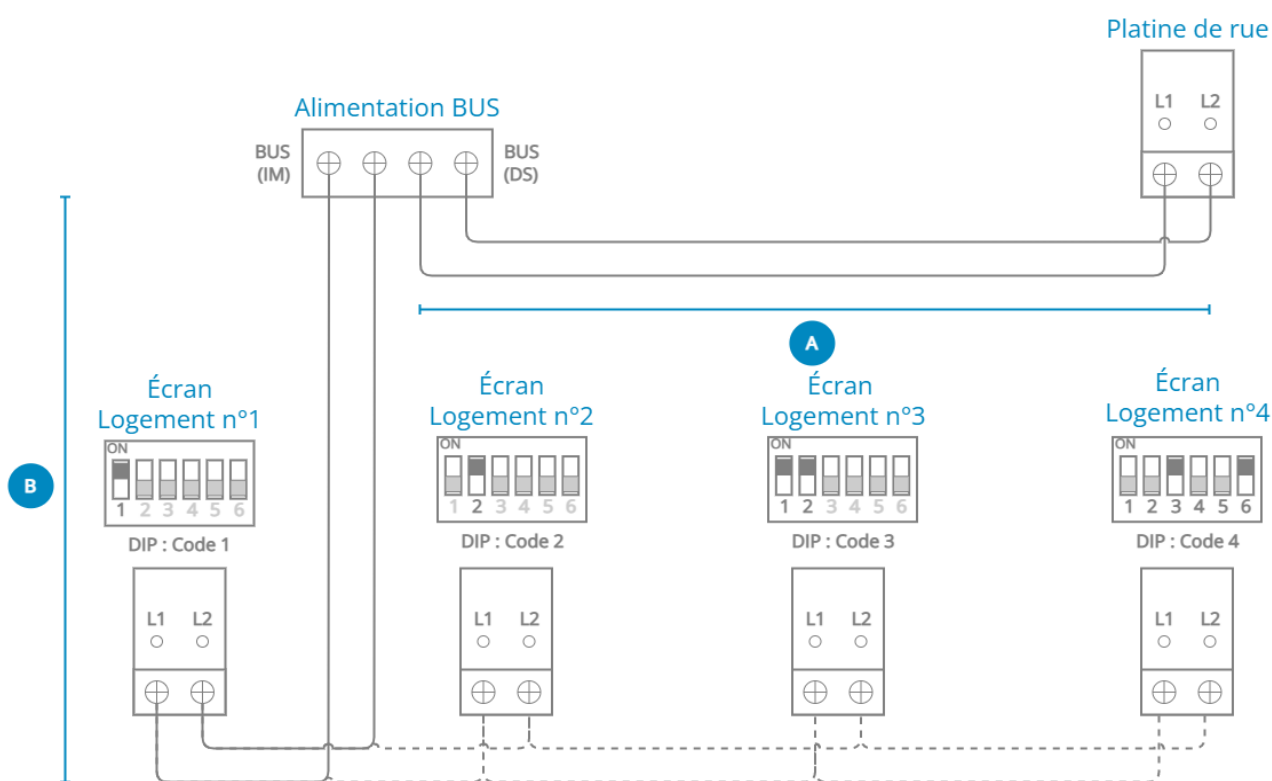 Platine de rue
L1 L2
Alimentation BUS
BUS
(IM)
BUS
(DS)
A
B
Écran
Logement n°1
ON
1 2 3 4 5 6
DIP : Code 1
L1 L2
Écran
Logement n°2
ON
1 2 3 4 5 6
DIP : Code 2
L1 L2
Écran
Logement n°3
ON
1 2 3 4 5 6
DIP : Code 3
L1 L2
Écran
Logement n°4
ON
1 2 3 4 5 6
DIP : Code 4
L1 L2